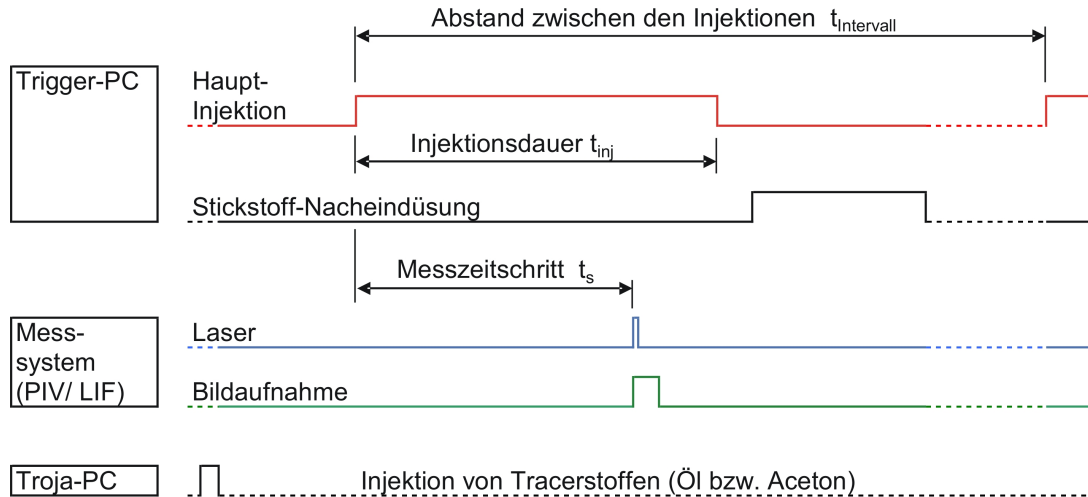 Abstand zwischen den Injektionen t_Intervall
Trigger-PC
Haupt-
Injektion
Injektionsdauer t_inj
Stickstoff-Nacheindüsung
Messzeitschritt t_s
Mess-
system
(PIV/ LIF)
Laser
Bildaufnahme
Troja-PC
Injektion von Tracerstoffen (Öl bzw. Aceton)